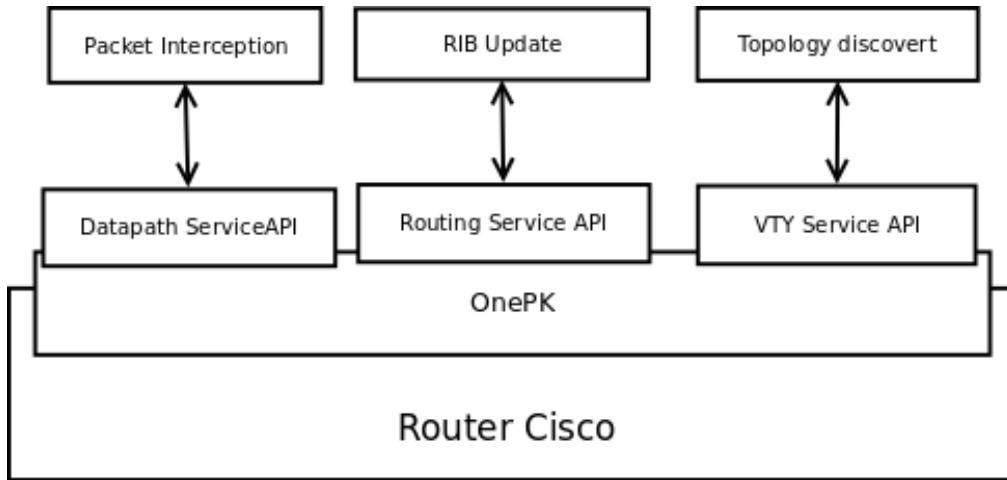 Packet Interception
RIB Update
Topology discovert
Datapath ServiceAPI
Routing Service API
VTY Service API
OnePK
Router Cisco